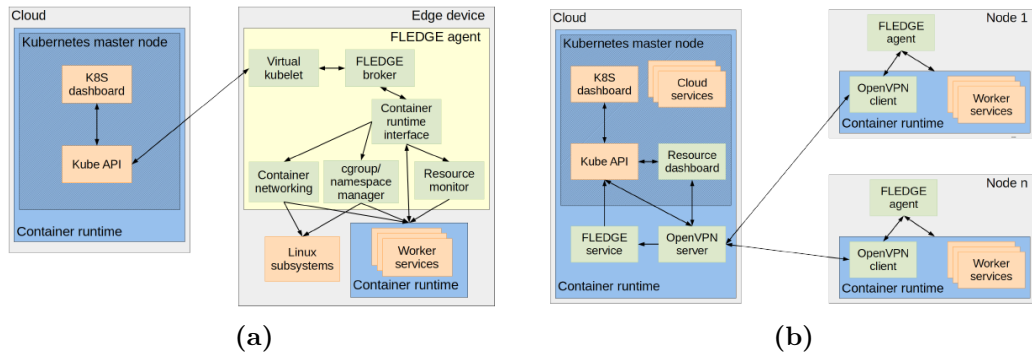 Cloud
Kubernetes master node
K8S
dashboard
Kube API
Container runtime
Edge device
FLEDGE agent
Virtual
kubelet
FLEDGE
broker
Container
runtime
interface
Container
networking
cgroup/
namespace
manager
Resource
monitor
Linux
subsystems
Worker
services
Container runtime
(a)
Cloud
Kubernetes master node
K8S
dashboard
Cloud
services
Kube API
Resource
dashboard
FLEDGE
service
OpenVPN
server
Container runtime
Node 1
FLEDGE
agent
OpenVPN
client
Worker
services
Container runtime
Node n
FLEDGE
agent
OpenVPN
client
Worker
services
Container runtime
(b)